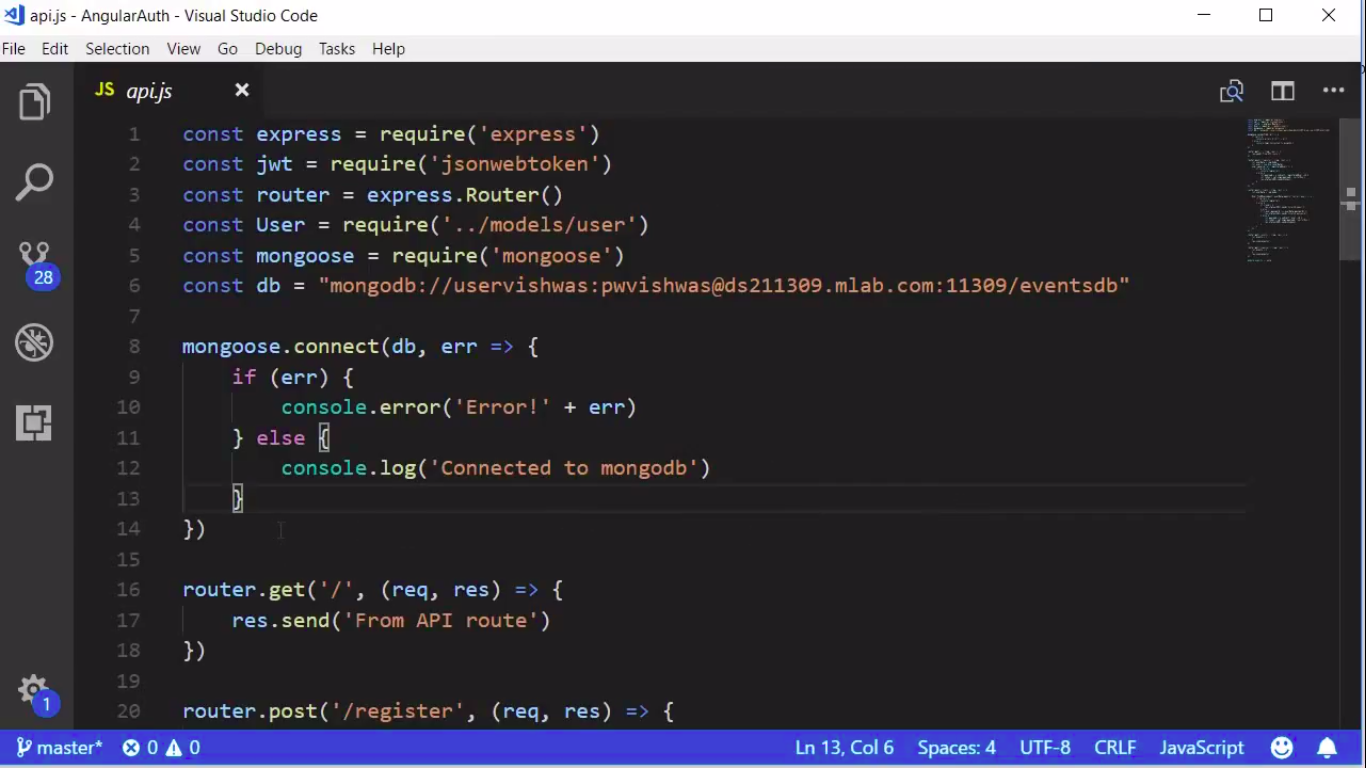 api.js - AngularAuth - Visual Studio Code
File Edit Selection View Go Debug Tasks Help
JS api.js
1 const express = require('express')
2 const jwt = require('jsonwebtoken')
3 const router = express.Router()
4 const User = require('../models/user')
5 const mongoose = require('mongoose')
6 const db = "mongodb://uservishwas:pwvishwas@ds211309.mlab.com:11309/eventsdb"
7
8 mongoose.connect(db, err => {
9 if (err) {
10 console.error('Error!' + err)
11 } else {
12 console.log('Connected to mongodb')
13 }
14 })
15
16 router.get('/', (req, res) => {
17 res.send('From API route')
18 })
19
20 router.post('/register', (req, res) => {
28
1
master* 0 0 Ln 13, Col 6 Spaces: 4 UTF-8 CRLF JavaScript